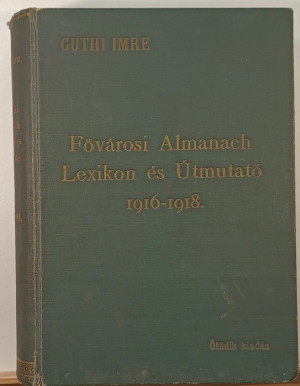 GUTHI IMRE
Fővárosi Almanach
Lexikon és Útmutató
1916-1918.
Ötödik kiadás